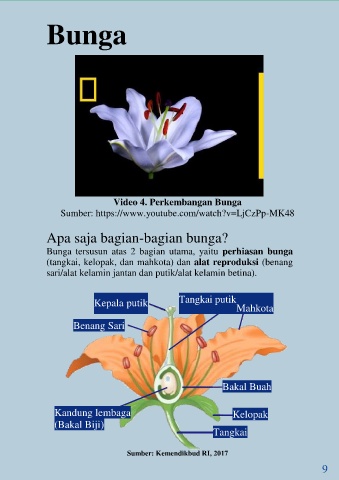 Bunga
Video 4. Perkembangan Bunga
Sumber: https://www.youtube.com/watch?v=LjCzPp-MK48
Apa saja bagian-bagian bunga?
Bunga tersusun atas 2 bagian utama, yaitu perhiasan bunga
(tangkai, kelopak, dan mahkota) dan alat reproduksi (benang
sari/alat kelamin jantan dan putik/alat kelamin betina).
Kepala putik
Tangkai putik
Mahkota
Benang Sari
Bakal Buah
Kandung lembaga
(Bakal Biji)
Kelopak
Tangkai
Sumber: Kemendikbud RI, 2017
9